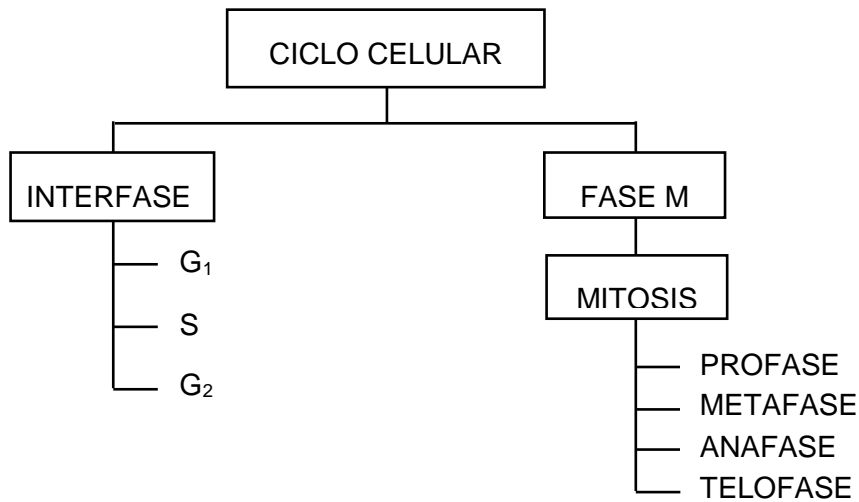 CICLO CELULAR
INTERFASE
G₁
S
G₂
FASE M
MITOSIS
PROFASE
METAFASE
ANAFASE
TELOFASE